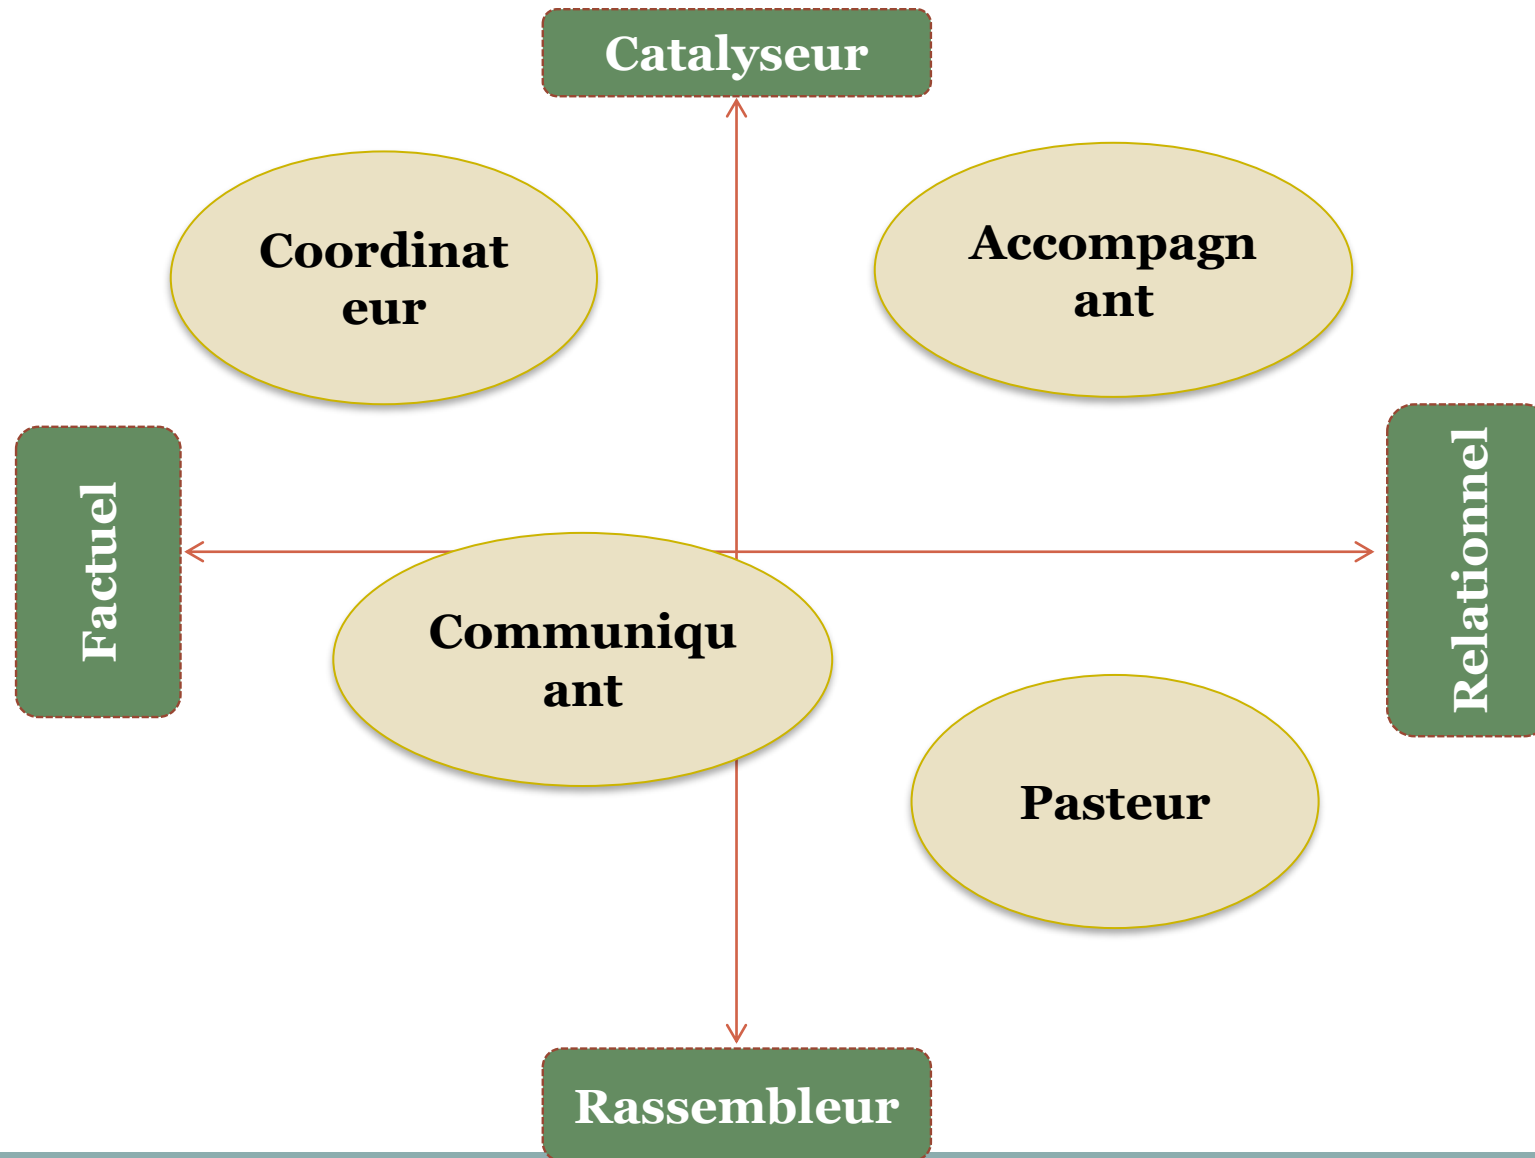 Catalyseur
Coordinat
eur
Accompagn
ant
Factuel
Relationnel
Communiqu
ant
Pasteur
Rassembleur